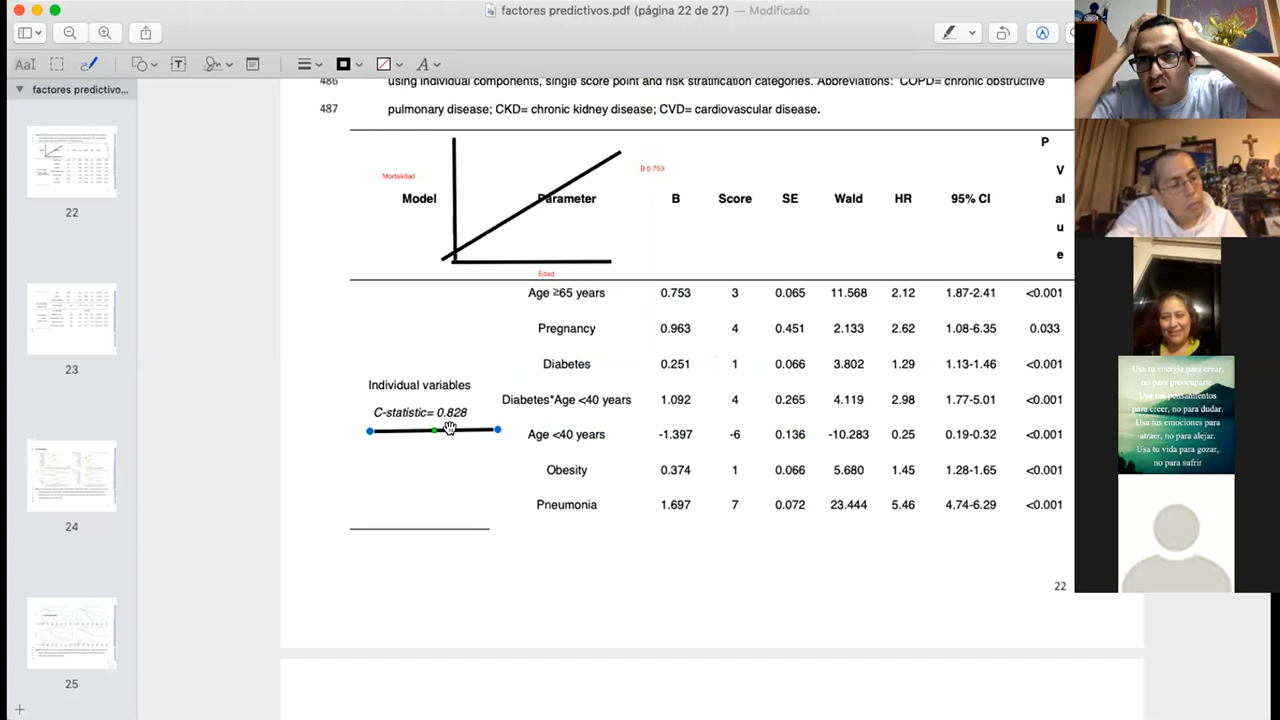 factores predictivos.pdf (página 22 de 27) — Modificado
factores predictivo...
486 using individual components, single score point and risk stratification categories. Abbreviations: COPD= chronic obstructive
487 pulmonary disease; CKD= chronic kidney disease; CVD= cardiovascular disease.
Mortalidad
B 0.753
Model Parameter B Score SE Wald HR 95% CI P Val u e
Edad
Age ≥65 years 0.753 3 0.065 11.568 2.12 1.87-2.41 <0.001
Pregnancy 0.963 4 0.451 2.133 2.62 1.08-6.35 0.033
Diabetes 0.251 1 0.066 3.802 1.29 1.13-1.46 <0.001
Individual variables
C-statistic= 0.828
Diabetes*Age <40 years 1.092 4 0.265 4.119 2.98 1.77-5.01 <0.001
Age <40 years -1.397 -6 0.136 -10.283 0.25 0.19-0.32 <0.001
Obesity 0.374 1 0.066 5.680 1.45 1.28-1.65 <0.001
Pneumonia 1.697 7 0.072 23.444 5.46 4.74-6.29 <0.001
22
22
23
24
25
Usa tu energía para crear,
no para preocuparte.
Usa tus pensamientos
para creer, no para dudar.
Usa tus emociones para
atraer, no para alejar.
Usa tu vida para gozar,
no para sufrir